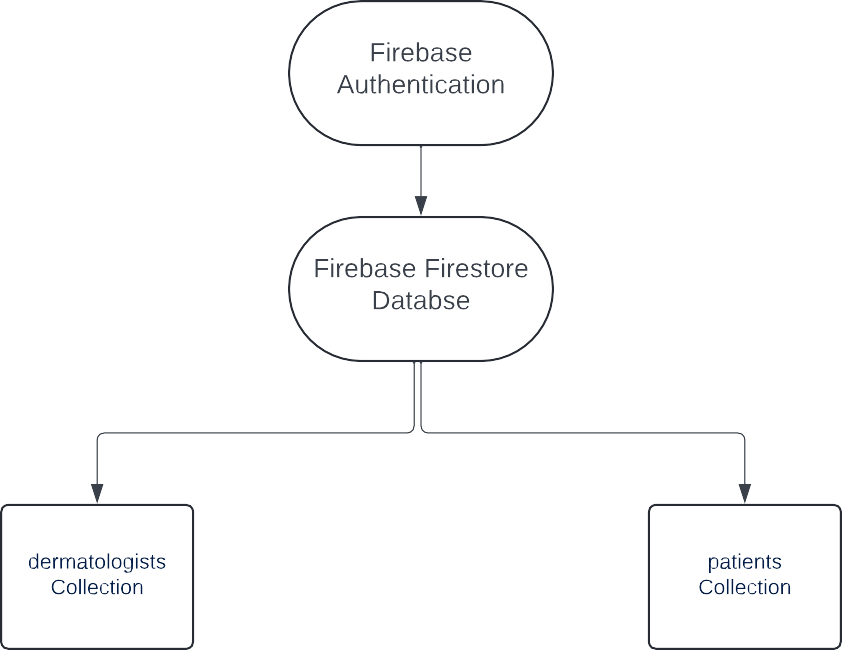 Firebase
Authentication
Firebase Firestore
Databse
dermatologists
Collection
patients
Collection